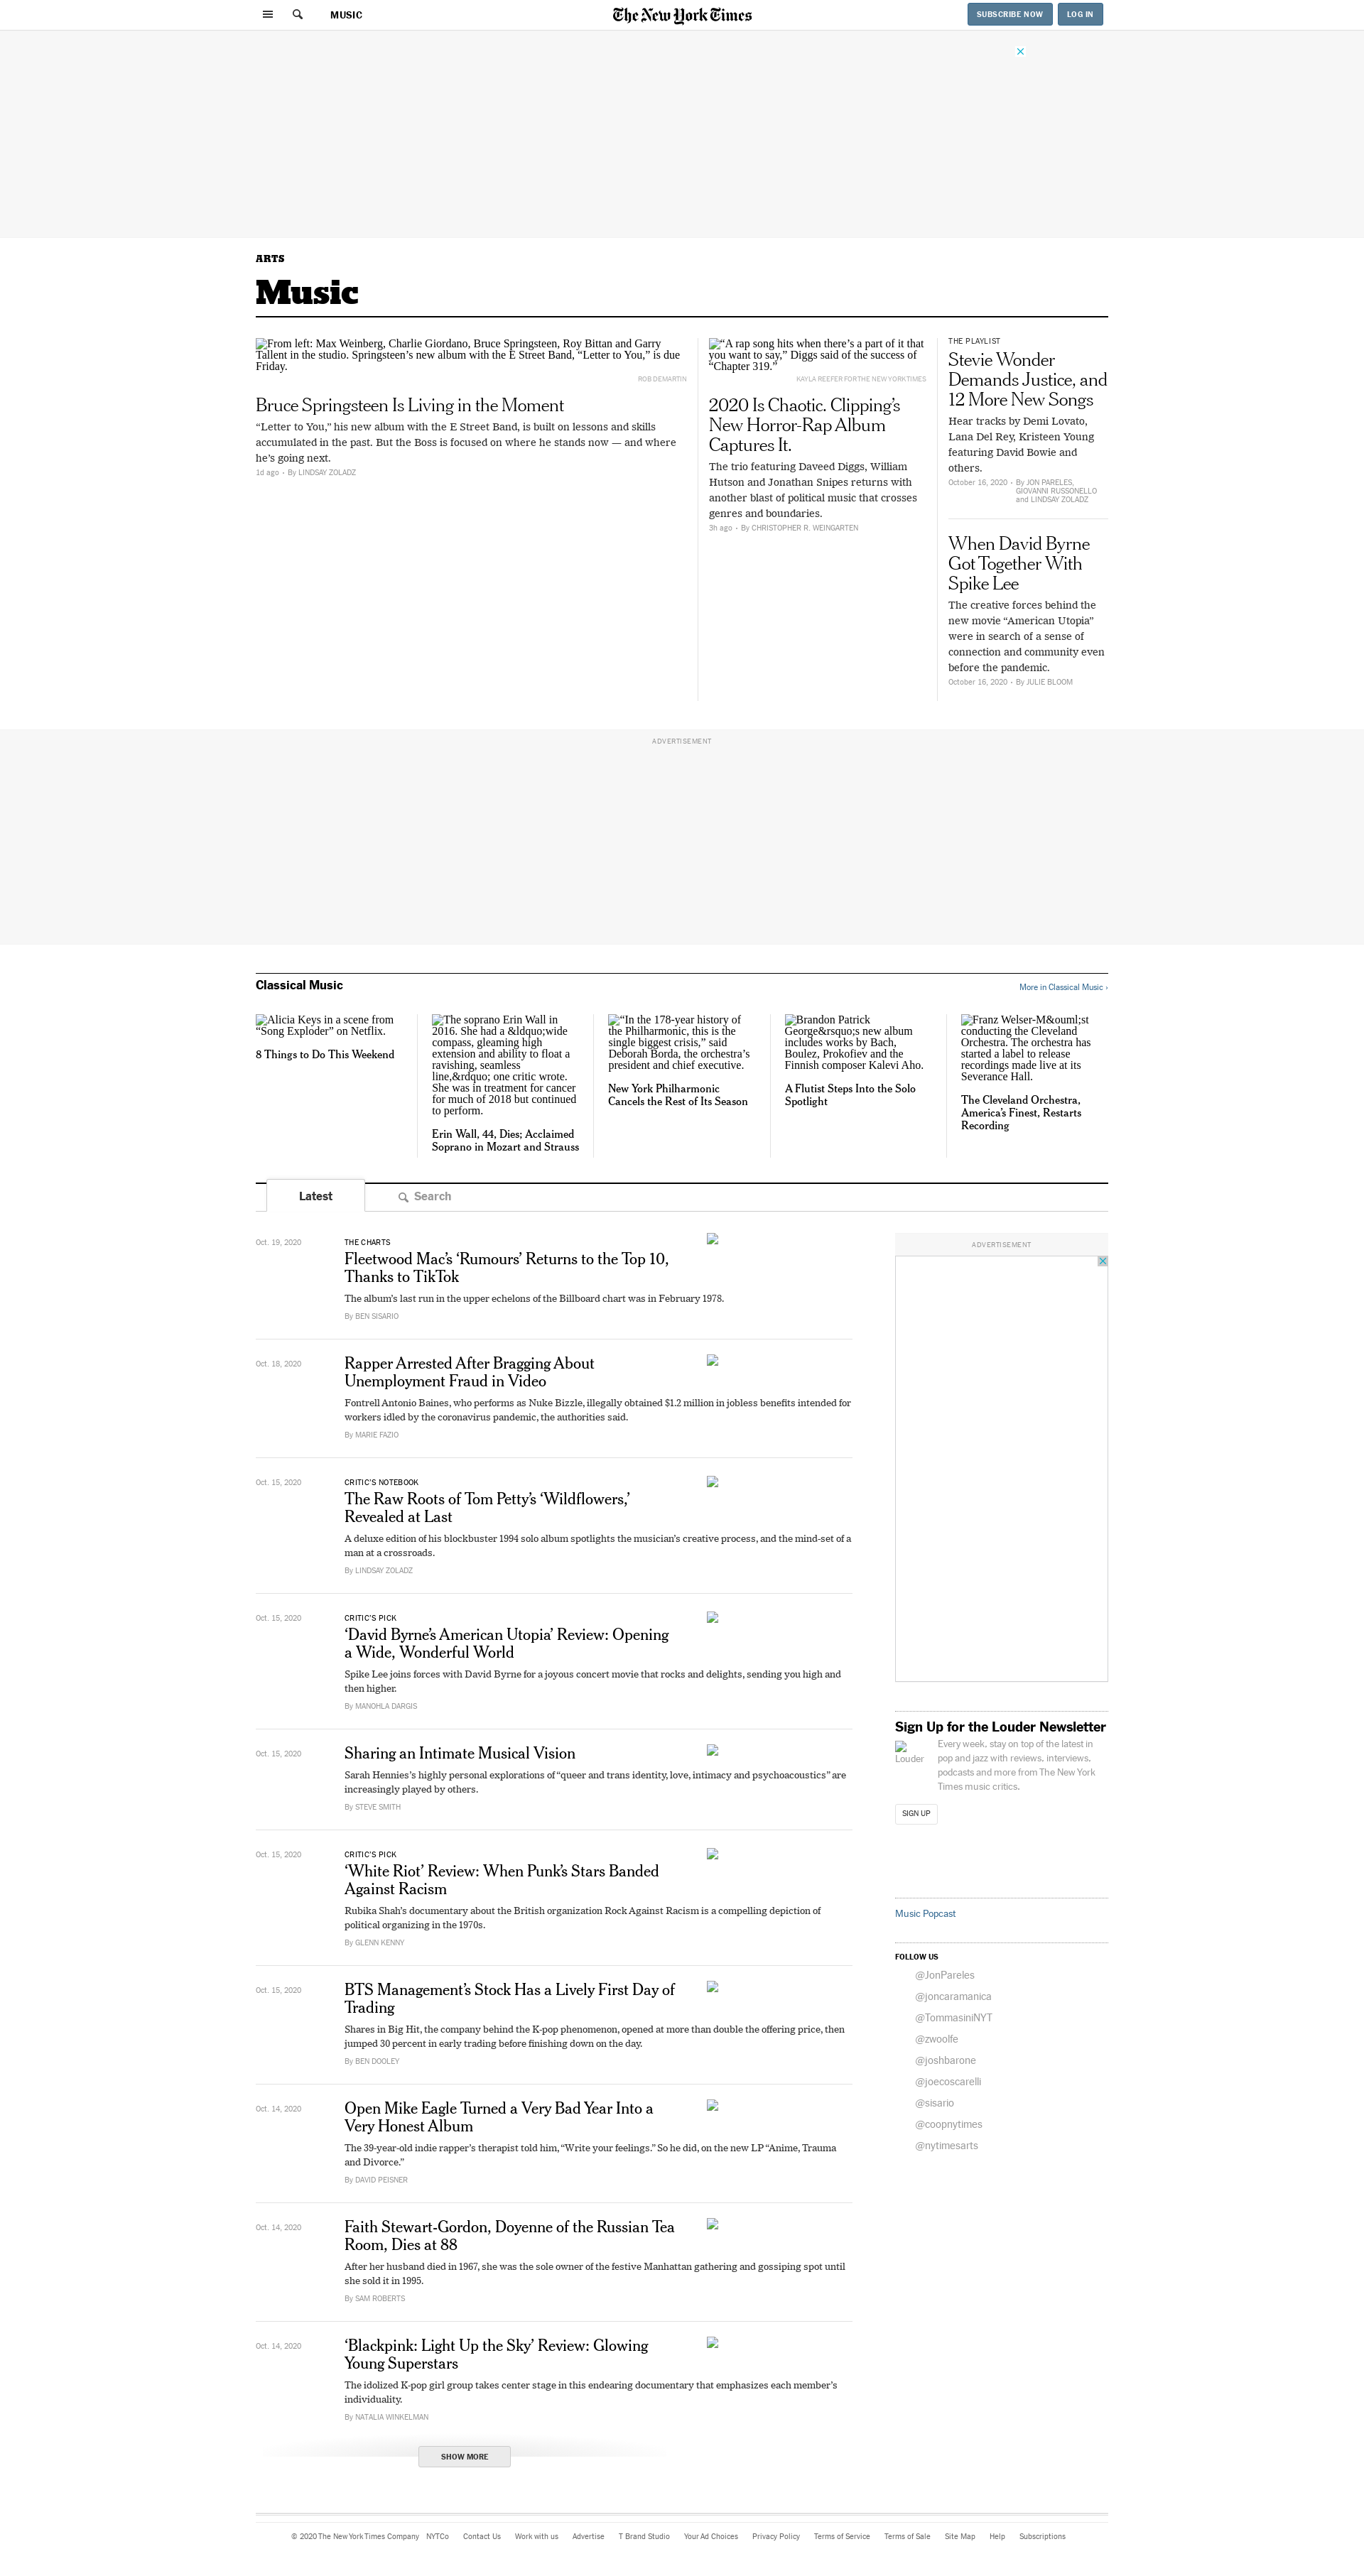 MUSIC
The New York Times
SUBSCRIBE NOW
LOG IN
ARTS
Music
From left: Max Weinberg, Charlie Giordano, Bruce Springsteen, Roy Bittan and Garry
Tallent in the studio. Springsteen's new album with the E Street Band, “Letter to You,” is due
Friday.
ROB DEMARTIN
Bruce Springsteen Is Living in the Moment
“Letter to You,” his new album with the E Street Band, is built on lessons and skills
accumulated in the past. But the Boss is focused on where he stands now — and where
he’s going next.
1d ago • By LINDSAY ZOLADZ
“A rap song hits when there’s a part of it that
you want to say,” Diggs said of the success of
“Chapter 319.”
KAYLA REEFER FOR THE NEW YORK TIMES
2020 Is Chaotic. Clipping’s
New Horror-Rap Album
Captures It.
The trio featuring Daveed Diggs, William
Hutson and Jonathan Snipes returns with
another blast of political music that crosses
genres and boundaries.
3h ago • By CHRISTOPHER R. WEINGARTEN
THE PLAYLIST
Stevie Wonder
Demands Justice, and
12 More New Songs
Hear tracks by Demi Lovato,
Lana Del Rey, Kristeen Young
featuring David Bowie and
others.
October 16, 2020 • By JON PARELES,
GIOVANNI RUSSONELLO
and LINDSAY ZOLADZ
When David Byrne
Got Together With
Spike Lee
The creative forces behind the
new movie “American Utopia”
were in search of a sense of
connection and community even
before the pandemic.
October 16, 2020 • By JULIE BLOOM
ADVERTISEMENT
Classical Music
More in Classical Music ›
Alicia Keys in a scene from
“Song Exploder” on Netflix.
8 Things to Do This Weekend
The soprano Erin Wall in
2016. She had a &ldquo;wide
compass, gleaming high
extension and ability to float a
ravishing, seamless
line,&rdquo; one critic wrote.
She was in treatment for cancer
for much of 2018 but continued
to perform.
Erin Wall, 44, Dies; Acclaimed
Soprano in Mozart and Strauss
“In the 178-year history of
the Philharmonic, this is the
single biggest crisis,” said
Deborah Borda, the orchestra’s
president and chief executive.
New York Philharmonic
Cancels the Rest of Its Season
Brandon Patrick
George&rsquo;s new album
includes works by Bach,
Boulez, Prokofiev and the
Finnish composer Kalevi Aho.
A Flutist Steps Into the Solo
Spotlight
Franz Welser-M&ouml;st
conducting the Cleveland
Orchestra. The orchestra has
started a label to release
recordings made live at its
Severance Hall.
The Cleveland Orchestra,
America’s Finest, Restarts
Recording
Latest
Search
Oct. 19, 2020
THE CHARTS
Fleetwood Mac’s ‘Rumours’ Returns to the Top 10,
Thanks to TikTok
The album’s last run in the upper echelons of the Billboard chart was in February 1978.
By BEN SISARIO
Oct. 18, 2020
Rapper Arrested After Bragging About
Unemployment Fraud in Video
Fontrell Antonio Baines, who performs as Nuke Bizzle, illegally obtained $1.2 million in jobless benefits intended for
workers idled by the coronavirus pandemic, the authorities said.
By MARIE FAZIO
Oct. 15, 2020
CRITIC’S NOTEBOOK
The Raw Roots of Tom Petty’s ‘Wildflowers,’
Revealed at Last
A deluxe edition of his blockbuster 1994 solo album spotlights the musician’s creative process, and the mind-set of a
man at a crossroads.
By LINDSAY ZOLADZ
Oct. 15, 2020
CRITIC’S PICK
‘David Byrne’s American Utopia’ Review: Opening
a Wide, Wonderful World
Spike Lee joins forces with David Byrne for a joyous concert movie that rocks and delights, sending you high and
then higher.
By MANOHLA DARGIS
Oct. 15, 2020
Sharing an Intimate Musical Vision
Sarah Hennies’s highly personal explorations of “queer and trans identity, love, intimacy and psychoacoustics” are
increasingly played by others.
By STEVE SMITH
Oct. 15, 2020
CRITIC’S PICK
‘White Riot’ Review: When Punk’s Stars Banded
Against Racism
Rubika Shah’s documentary about the British organization Rock Against Racism is a compelling depiction of
political organizing in the 1970s.
By GLENN KENNY
Oct. 15, 2020
BTS Management’s Stock Has a Lively First Day of
Trading
Shares in Big Hit, the company behind the K-pop phenomenon, opened at more than double the offering price, then
jumped 30 percent in early trading before finishing down on the day.
By BEN DOOLEY
Oct. 14, 2020
Open Mike Eagle Turned a Very Bad Year Into a
Very Honest Album
The 39-year-old indie rapper’s therapist told him, “Write your feelings.” So he did, on the new LP “Anime, Trauma
and Divorce.”
By DAVID PEISNER
Oct. 14, 2020
Faith Stewart-Gordon, Doyenne of the Russian Tea
Room, Dies at 88
After her husband died in 1967, she was the sole owner of the festive Manhattan gathering and gossiping spot until
she sold it in 1995.
By SAM ROBERTS
Oct. 14, 2020
‘Blackpink: Light Up the Sky’ Review: Glowing
Young Superstars
The idolized K-pop girl group takes center stage in this endearing documentary that emphasizes each member’s
individuality.
By NATALIA WINKELMAN
SHOW MORE
ADVERTISEMENT
Sign Up for the Louder Newsletter
Louder
Every week, stay on top of the latest in
pop and jazz with reviews, interviews,
podcasts and more from The New York
Times music critics.
SIGN UP
Music Popcast
FOLLOW US
@JonPareles
@joncaramanica
@TommasiniNYT
@zwoolfe
@joshbarone
@joecoscarelli
@sisario
@coopnytimes
@nytimesarts
© 2020 The New York Times Company NYTCo Contact Us Work with us Advertise T Brand Studio Your Ad Choices Privacy Policy Terms of Service Terms of Sale Site Map Help Subscriptions